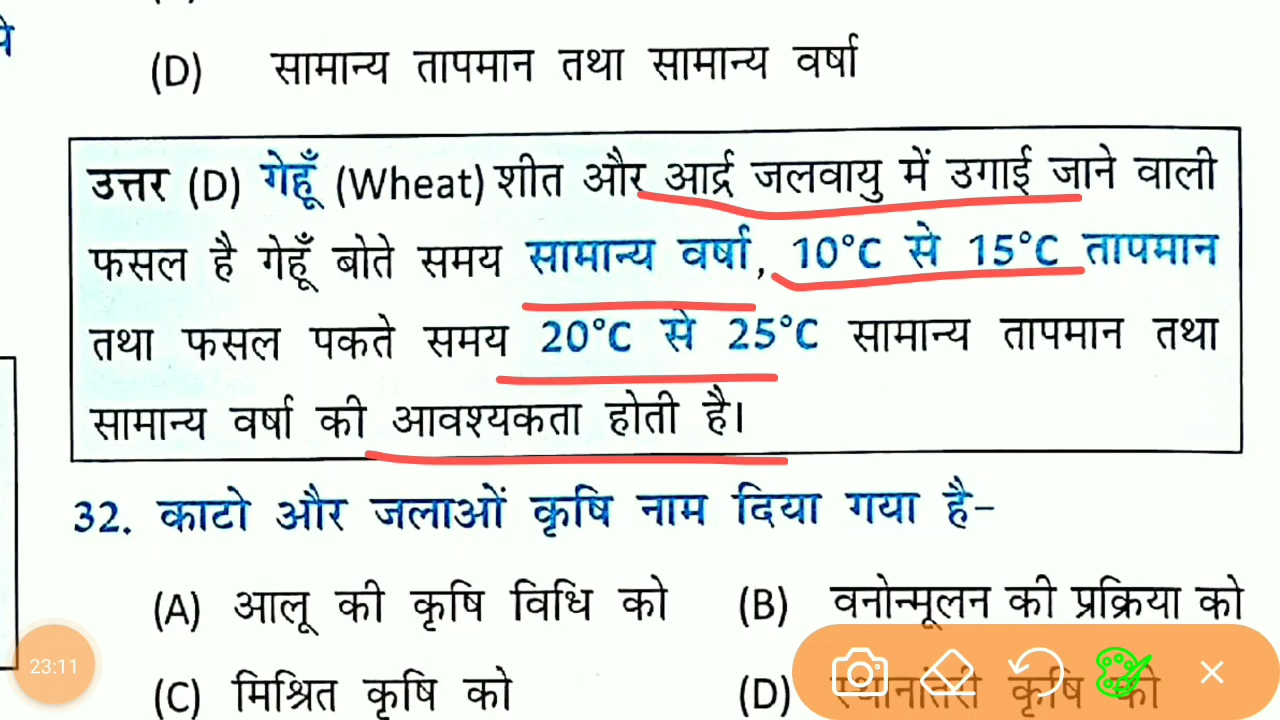 (D) सामान्य तापमान तथा सामान्य वर्षा
उत्तर (D) गेहूँ (Wheat) शीत और आर्द्र जलवायु में उगाई जाने वाली
फसल है गेहूँ बोते समय सामान्य वर्षा, 10°C से 15°C तापमान
तथा फसल पकते समय 20°C से 25°C सामान्य तापमान तथा
सामान्य वर्षा की आवश्यकता होती है।
32. काटो और जलाओं कृषि नाम दिया गया है-
(A) आलू की कृषि विधि को (B) वनोन्मूलन की प्रक्रिया को
(C) मिश्रित कृषि को (D) स्थानांतरी कृषि को
23:11